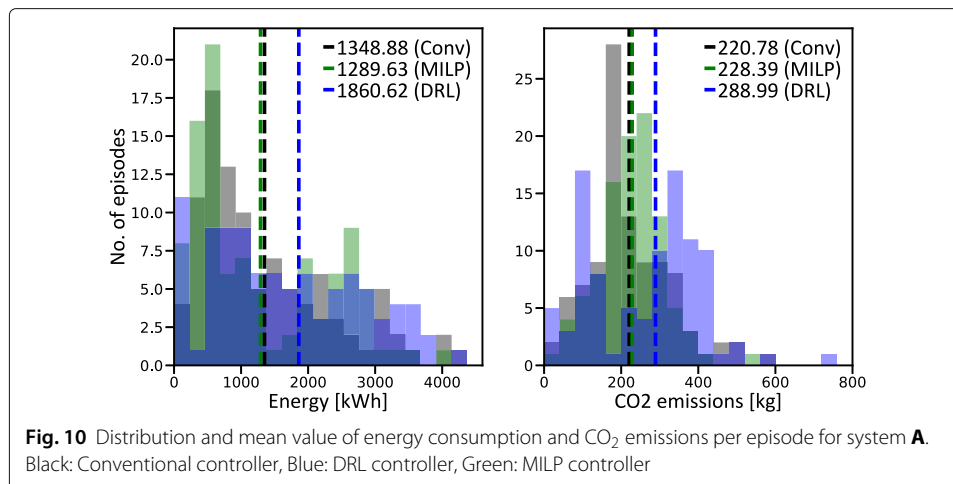 1348.88 (Conv)
1289.63 (MILP)
1860.62 (DRL)
No. of episodes
20.0
17.5
15.0
12.5
10.0
7.5
5.0
2.5
0.0
0
1000
2000
3000
4000
Energy [kWh]
220.78 (Conv)
228.39 (MILP)
288.99 (DRL)
25
20
15
10
5
0
0
200
400
600
800
CO2 emissions [kg]
Fig. 10 Distribution and mean value of energy consumption and CO₂ emissions per episode for system A.
Black: Conventional controller, Blue: DRL controller, Green: MILP controller